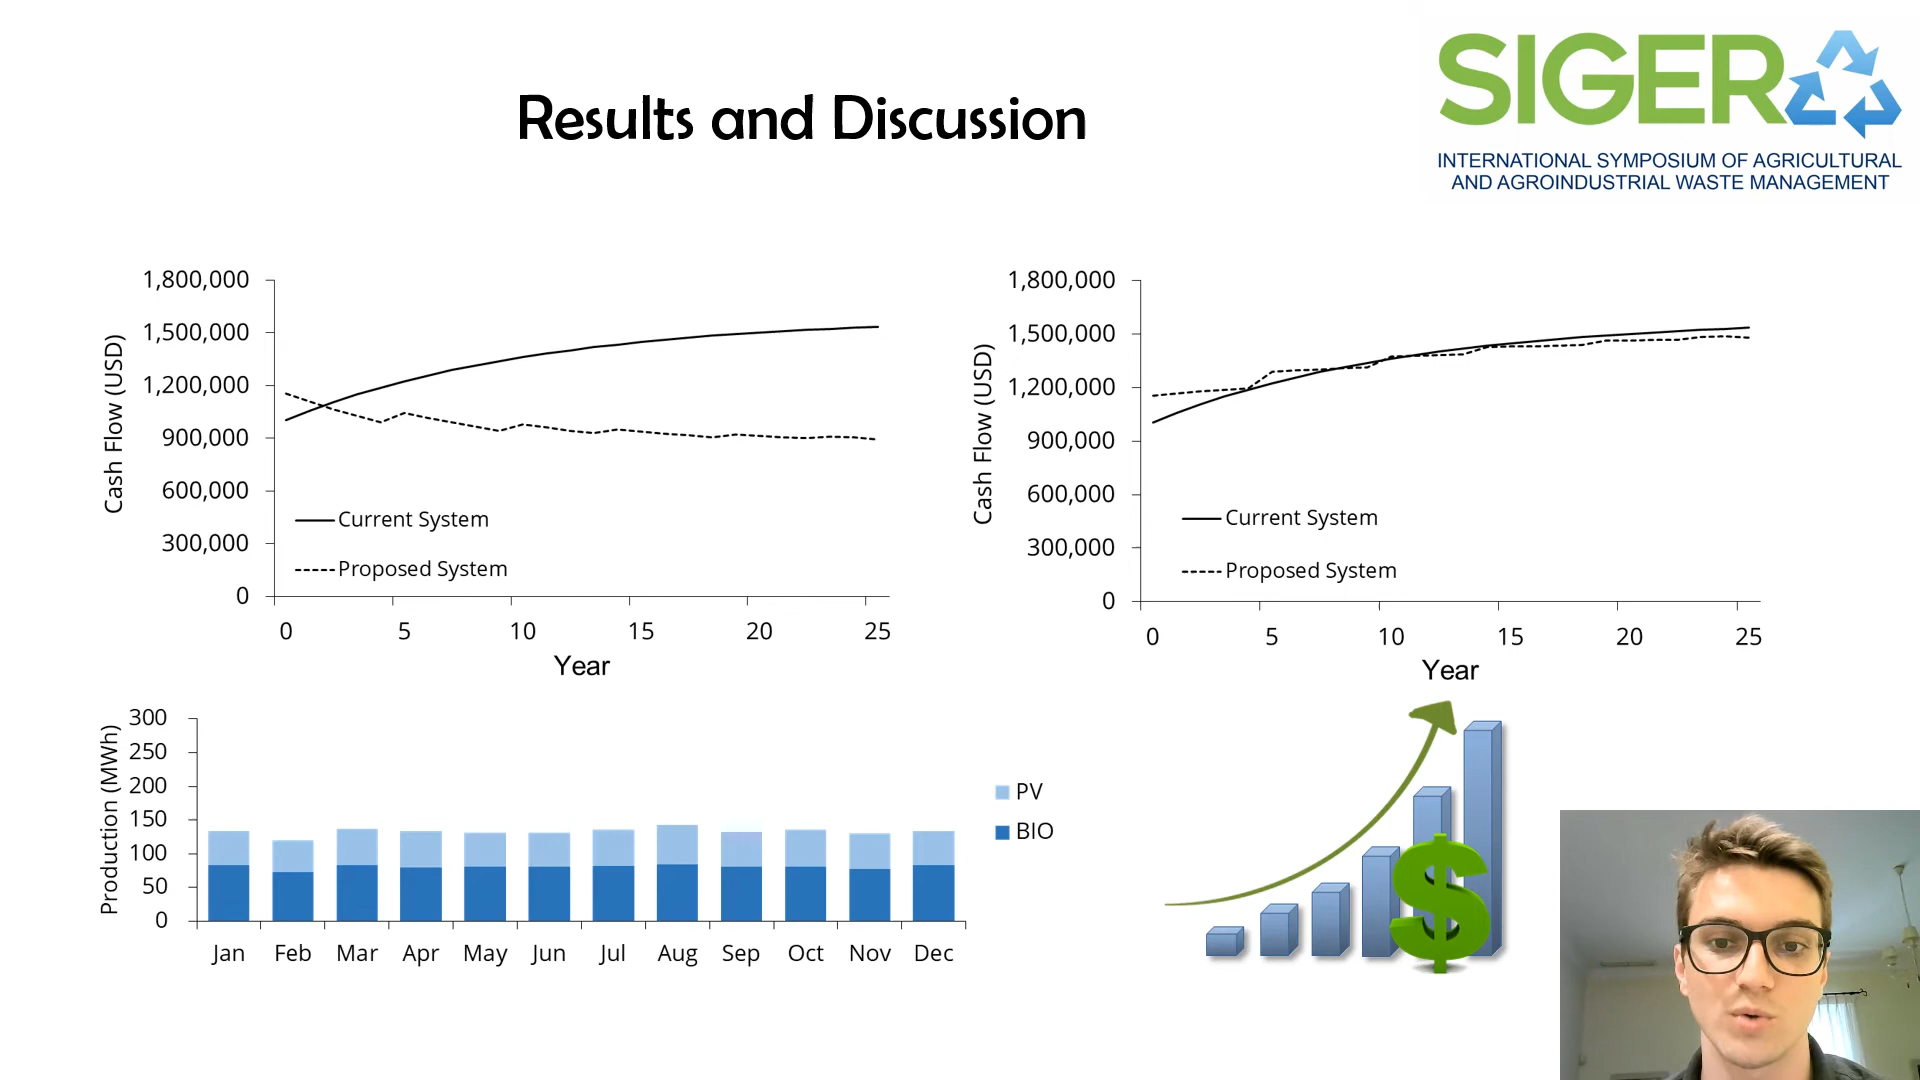 Results and Discussion
SIGERA
INTERNATIONAL SYMPOSIUM OF AGRICULTURAL
AND AGROINDUSTRIAL WASTE MANAGEMENT
Cash Flow (USD)
1,800,000
1,500,000
1,200,000
900,000
600,000
300,000
0
Current System
Proposed System
0 5 10 15 20 25
Year
Cash Flow (USD)
1,800,000
1,500,000
1,200,000
900,000
600,000
300,000
0
Current System
Proposed System
0 5 10 15 20 25
Year
Production (MWh)
300
250
200
150
100
50
0
Jan Feb Mar Apr May Jun Jul Aug Sep Oct Nov Dec
PV
BIO
$